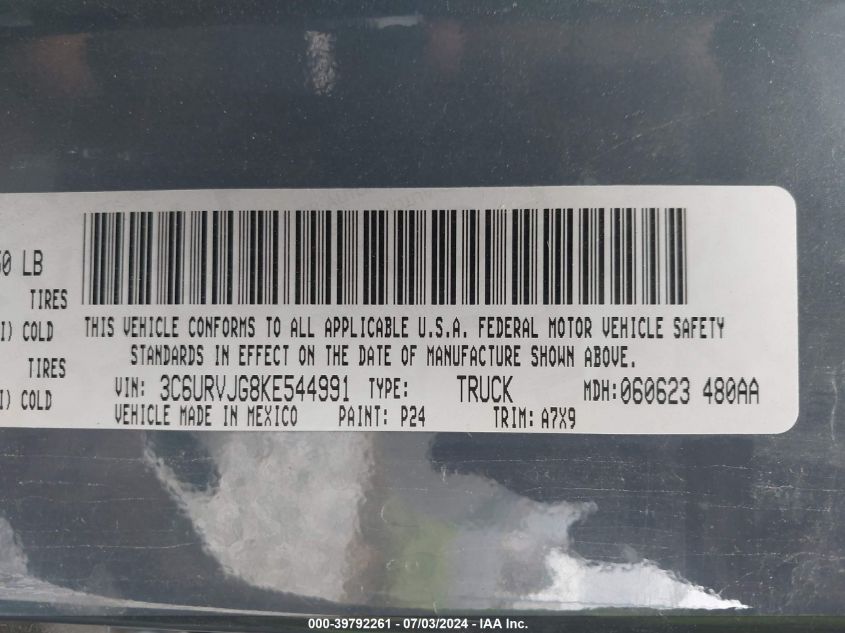 50 LB
TIRES
I) COLD
THIS VEHICLE CONFORMS TO ALL APPLICABLE U.S.A. FEDERAL MOTOR VEHICLE SAFETY
STANDARDS IN EFFECT ON THE DATE OF MANUFACTURE SHOWN ABOVE.
TIRES
I) COLD
VIN: 3C6URVJG8KE544991 TYPE: TRUCK MDH:060623 480AA
VEHICLE MADE IN MEXICO PAINT: P24 TRIM: A7X9
000-39792261 - 07/03/2024 - IAA Inc.